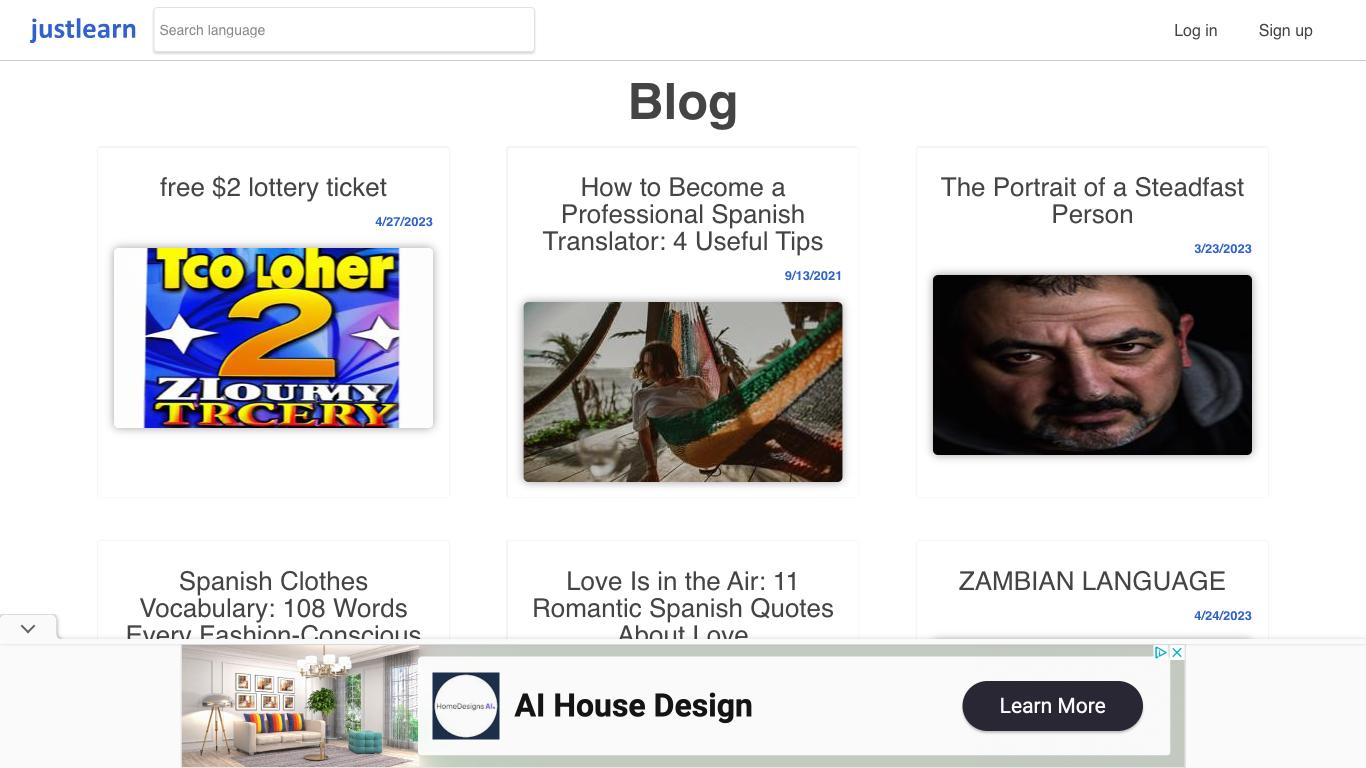 justlearn
Search language
Log in
Sign up
Blog
free $2 lottery ticket
4/27/2023
Tco Loher
2
ZIOUMY
TRCERY
How to Become a
Professional Spanish
Translator: 4 Useful Tips
9/13/2021
The Portrait of a Steadfast
Person
3/23/2023
Spanish Clothes
Vocabulary: 108 Words
Every Fashion-Conscious
Love Is in the Air: 11
Romantic Spanish Quotes
About Love
ZAMBIAN LANGUAGE
4/24/2023
HomeDesigns AI
AI House Design
Learn More